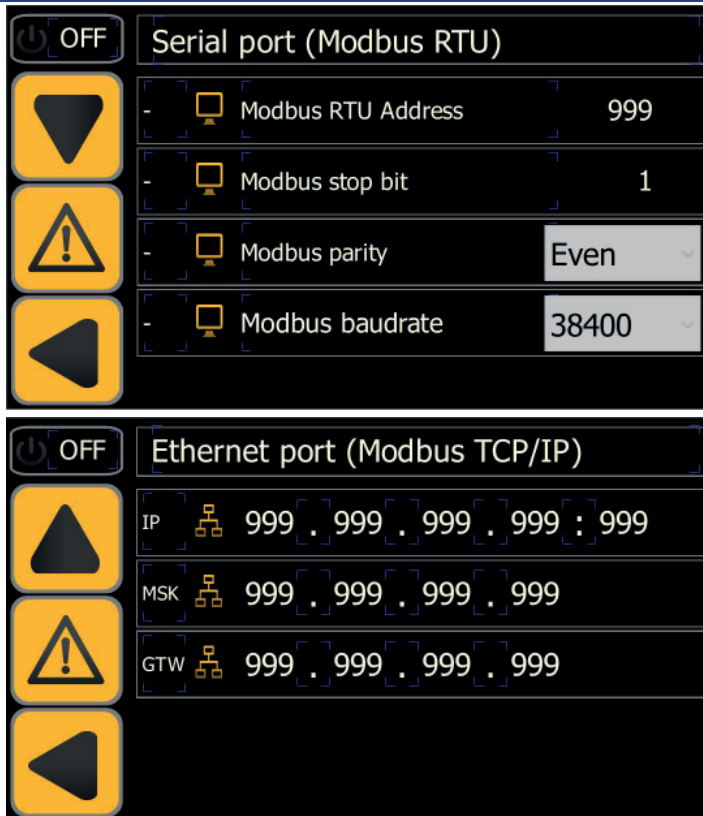 OFF Serial port (Modbus RTU)
- Modbus RTU Address 999
- Modbus stop bit 1
- Modbus parity Even
- Modbus baudrate 38400
OFF Ethernet port (Modbus TCP/IP)
IP 999 . 999 . 999 . 999 : 999
MSK 999 . 999 . 999 . 999
GTW 999 . 999 . 999 . 999